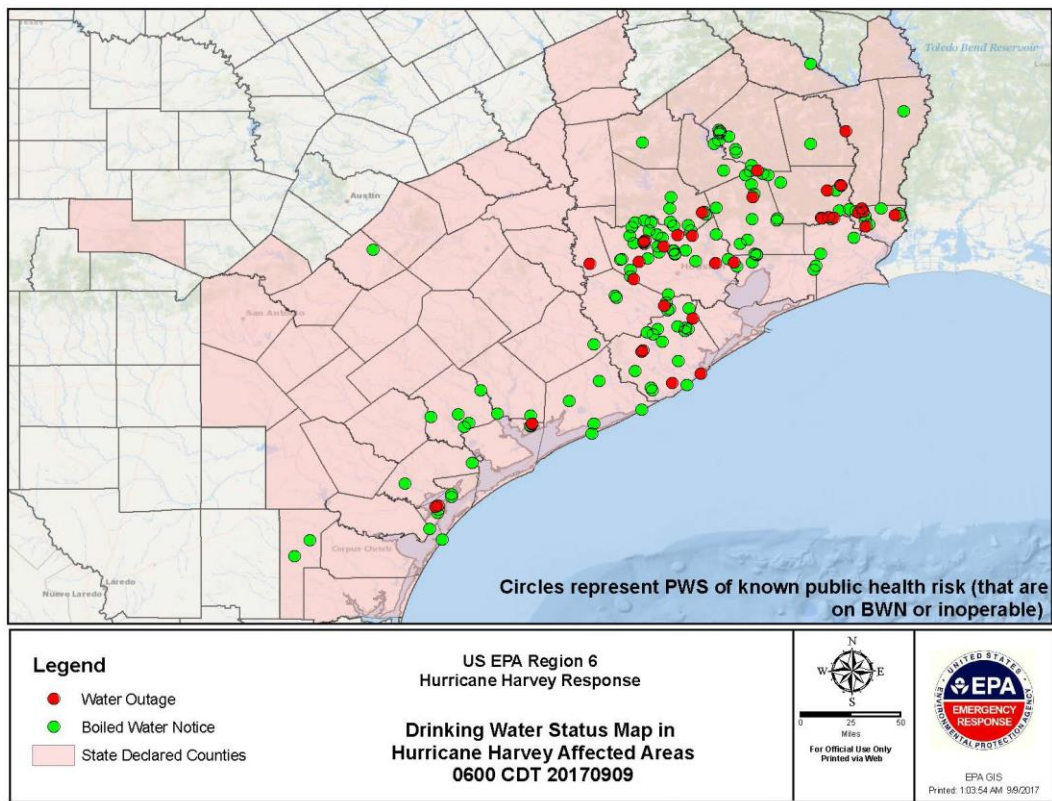 Toledo Bend Reservoir
Austin
San Antonio
Corpus Christi
Laredo
Nuevo Laredo
Circles represent PWS of known public health risk (that are
on BWN or inoperable)
Legend
Water Outage
Boiled Water Notice
State Declared Counties
US EPA Region 6
Hurricane Harvey Response
Drinking Water Status Map in
Hurricane Harvey Affected Areas
0600 CDT 20170909
N
W E
S
0 25 50
Miles
For Official Use Only
Printed via Web
UNITED STATES
EPA
EMERGENCY
RESPONSE
ENVIRONMENTAL PROTECTION AGENCY
EPA GIS
Printed: 1:03:54 AM 9/9/2017